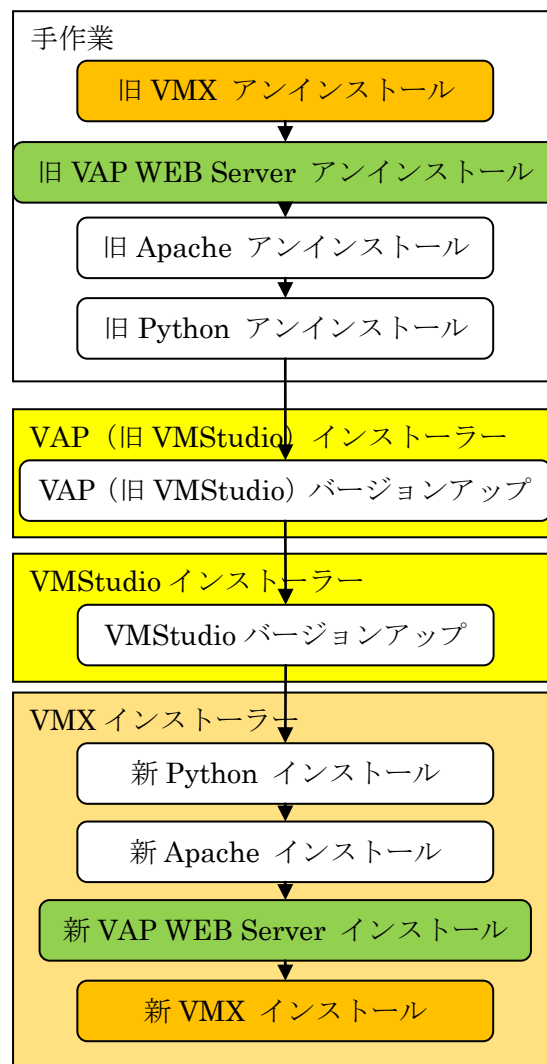 手作業
旧 VMX アンインストール
旧 VAP WEB Server アンインストール
旧 Apache アンインストール
旧 Python アンインストール
VAP（旧 VMStudio）インストーラー
VAP（旧 VMStudio）バージョンアップ
VMStudio インストーラー
VMStudio バージョンアップ
VMX インストーラー
新 Python インストール
新 Apache インストール
新 VAP WEB Server インストール
新 VMX インストール